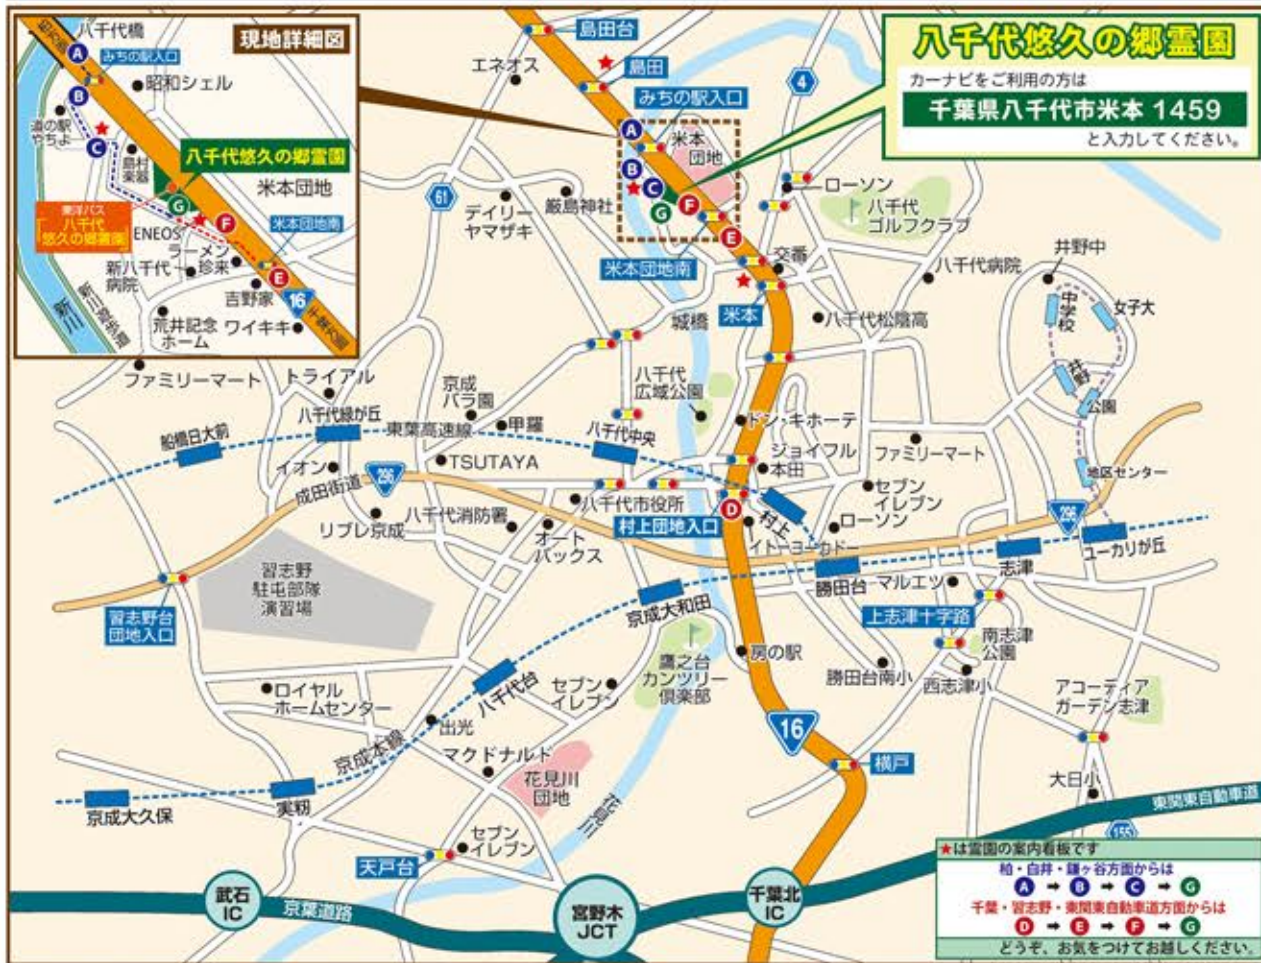 現地詳細図
八千代橋
A
みちの駅入口
昭和シェル
B
道の駅
やちよ
C
島村
楽器
八千代悠久の郷霊園
米本団地
G
F
東洋バス
八千代
悠久の郷霊園
ENEOS
ラーメン
珍来
米本団地南
新八千代
病院
E
吉野家
16
新川
新川遊歩道
荒井記念
ホーム
ワイキキ
八千代悠久の郷霊園
カーナビをご利用の方は
千葉県八千代市米本 1459
と入力してください。
島田台
エネオス
島田
4
みちの駅入口
A
米本
団地
B
C
G
F
E
ローソン
八千代
ゴルフクラブ
61
デイリー
ヤマザキ
厳島神社
米本団地南
交番
八千代病院
井野中
中学校
女子大
米本
城橋
八千代松陰高
井野
公園
ファミリーマート
トライアル
京成
バラ園
八千代
広域公園
八千代緑が丘
東葉高速線
甲羅
ドン・キホーテ
船橋日大前
八千代中央
ジョイフル
本田
ファミリーマート
地区センター
イオン
296
TSUTAYA
成田街道
八千代市役所
セブン
イレブン
リブレ京成
八千代消防署
オート
バックス
村上団地入口
D
村上
ローソン
296
イトーヨーカドー
ユーカリが丘
志津
習志野
駐屯部隊
演習場
勝田台
マルエツ
習志野台
団地入口
京成大和田
上志津十字路
南志津
公園
房の駅
鷹之台
カンツリー
倶楽部
勝田台南小
西志津小
アコーディア
ガーデン志津
ロイヤル
ホームセンター
八千代台
セブン
イレブン
出光
16
京成本線
マクドナルド
花見川
団地
横戸
大日小
京成大久保
実籾
花見川
東関東自動車道
155
天戸台
セブン
イレブン
武石
IC
京葉道路
宮野木
JCT
千葉北
IC
★は霊園の案内看板です
柏・白井・鎌ヶ谷方面からは
A ➡ B ➡ C ➡ G
千葉・習志野・東関東自動車道方面からは
D ➡ E ➡ F ➡ G
どうぞ、お気をつけてお越しください。